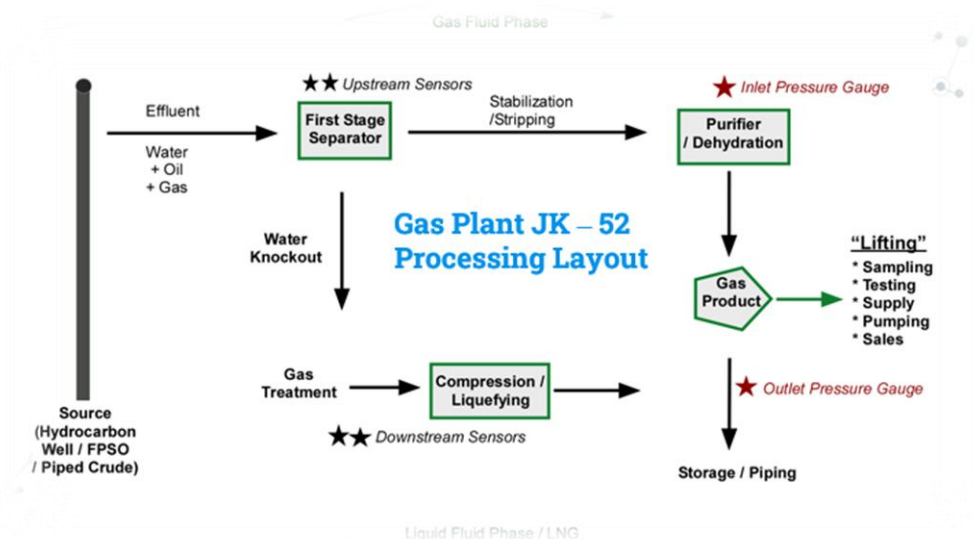 Gas Fluid Phase
★★ Upstream Sensors
★ Inlet Pressure Gauge
Effluent
Water
+ Oil
+ Gas
First Stage
Separator
Stabilization
/Stripping
Purifier
/ Dehydration
Water
Knockout
Gas Plant JK – 52
Processing Layout
Gas
Product
“Lifting”
* Sampling
* Testing
* Supply
* Pumping
* Sales
Gas
Treatment
Compression /
Liquefying
★ Outlet Pressure Gauge
★★ Downstream Sensors
Source
(Hydrocarbon
Well / FPSO
/ Piped Crude)
Storage / Piping
Liquid Fluid Phase / LNG